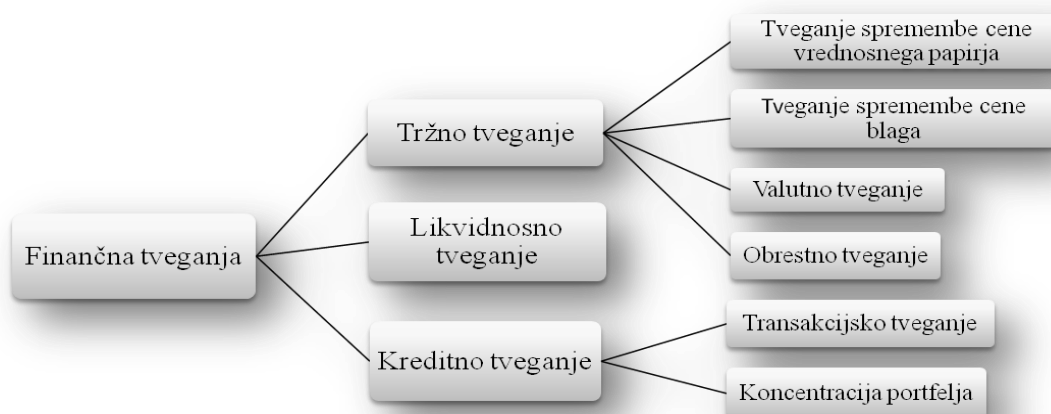 Finančna tveganja
Tržno tveganje
Likvidnosno
tveganje
Kreditno tveganje
Tveganje spremembe cene
vrednosnega papirja
Tveganje spremembe cene
blaga
Valutno tveganje
Obrestno tveganje
Transakcijsko tveganje
Koncentracija portfelja